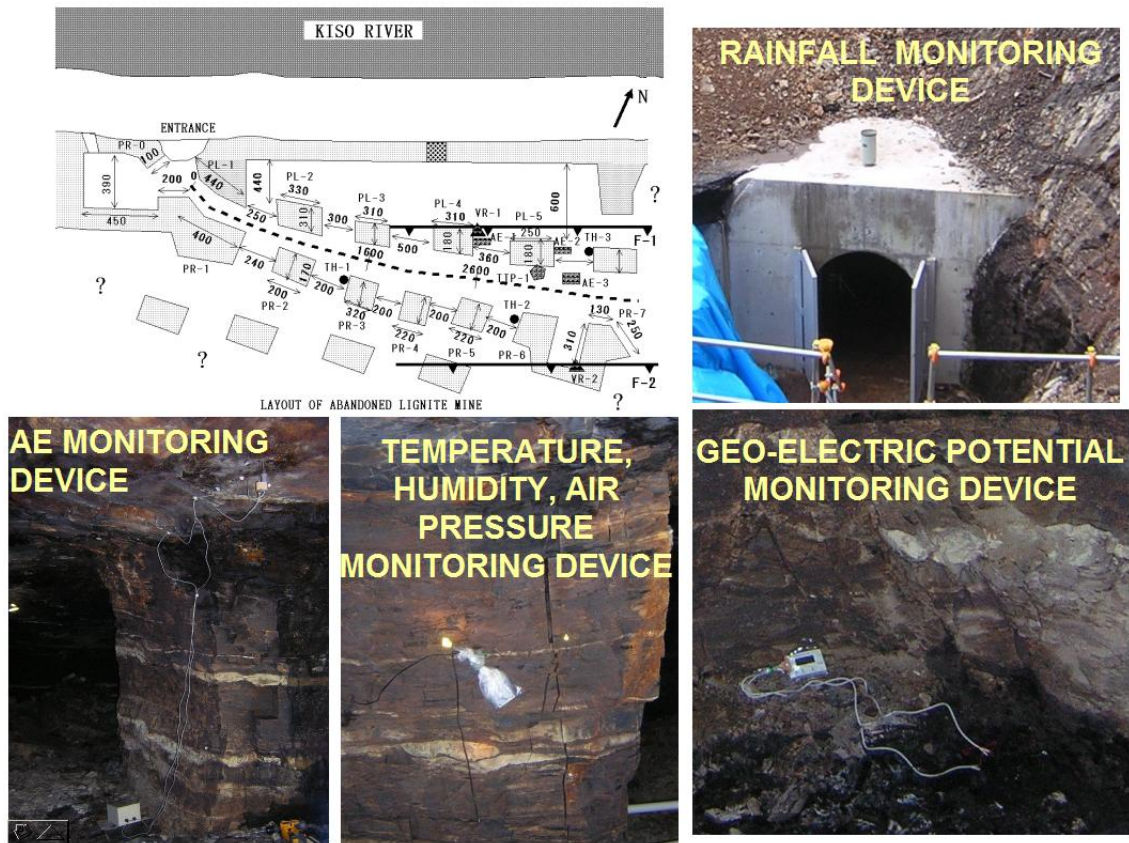 KISO RIVER
N
ENTRANCE
PR-0
100
PL-1
0
200
440
390
450
440
PL-2
330
310
250
300
PL-3
310
1600
500
PL-4
310
180
VR-1
PL-5
250
180
360
AE-2
TH-3
600
?
F-1
400
PR-1
240
170
TH-1
200
PR-2
200
320
PR-3
200
220
PR-4
200
220
PR-5
2600
TH-2
200
PR-6
AE-3
130
PR-7
250
310
VR-2
F-2
?
?
?
LAYOUT OF ABANDONED LIGNITE MINE
RAINFALL MONITORING
DEVICE
AE MONITORING
DEVICE
TEMPERATURE,
HUMIDITY, AIR
PRESSURE
MONITORING DEVICE
GEO-ELECTRIC POTENTIAL
MONITORING DEVICE